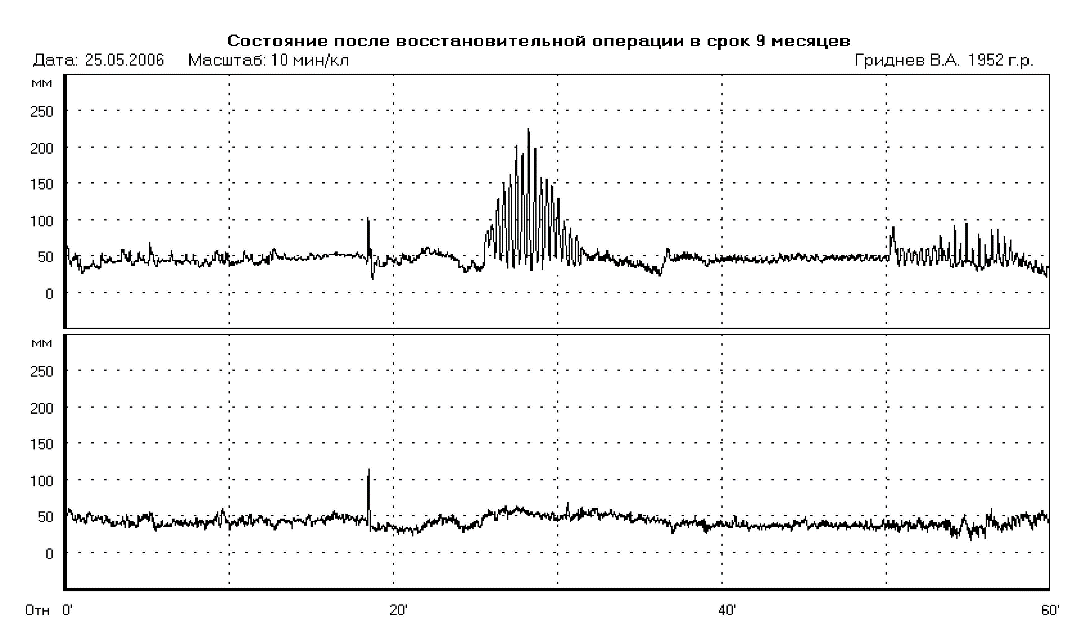 Состояние после восстановительной операции в срок 9 месяцев
Дата: 25.05.2006 Масштаб: 10 мин/кл Гриднев В.А. 1952 г.р.
мм
250
200
150
100
50
0
мм
250
200
150
100
50
0
Отн 0' 20' 40' 60'